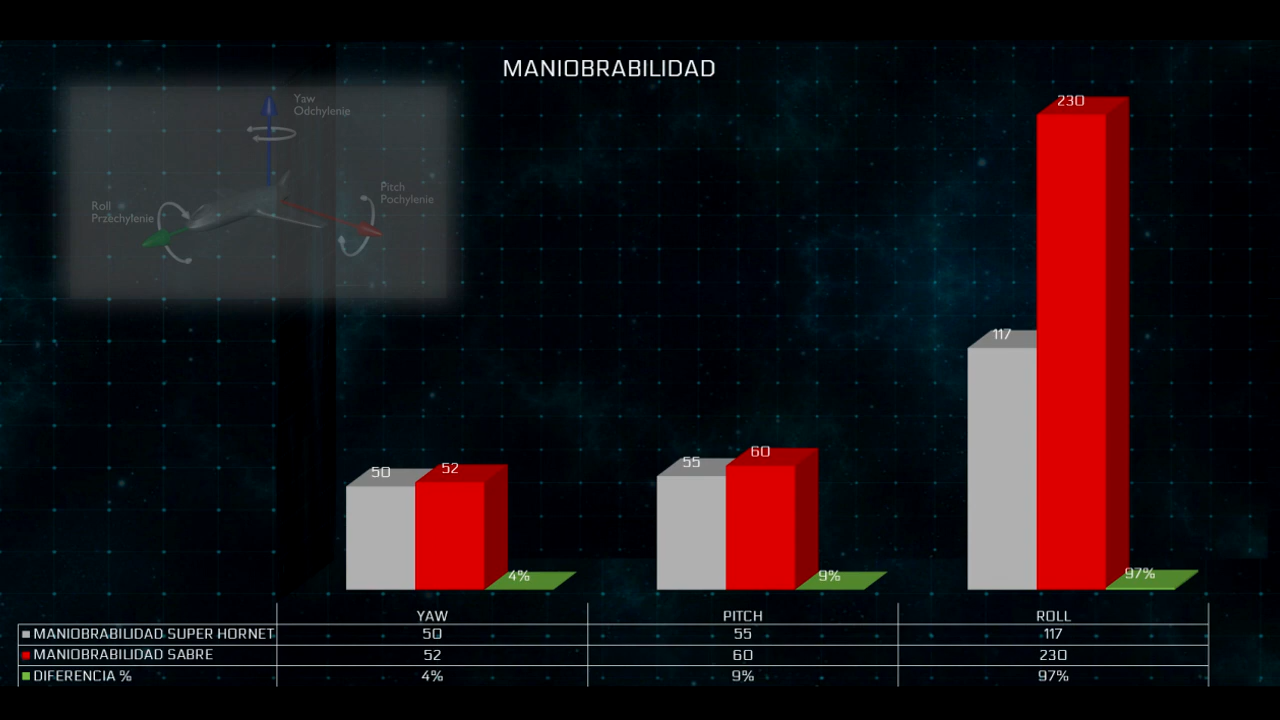 MANIOBRABILIDAD
Yaw
Odchylenie
Pitch
Pochylenie
Roll
Przechylenie
230
117
60
55
52
50
4%
9%
97%
YAW PITCH ROLL
MANIOBRABILIDAD SUPER HORNET 50 55 117
MANIOBRABILIDAD SABRE 52 60 230
DIFERENCIA % 4% 9% 97%